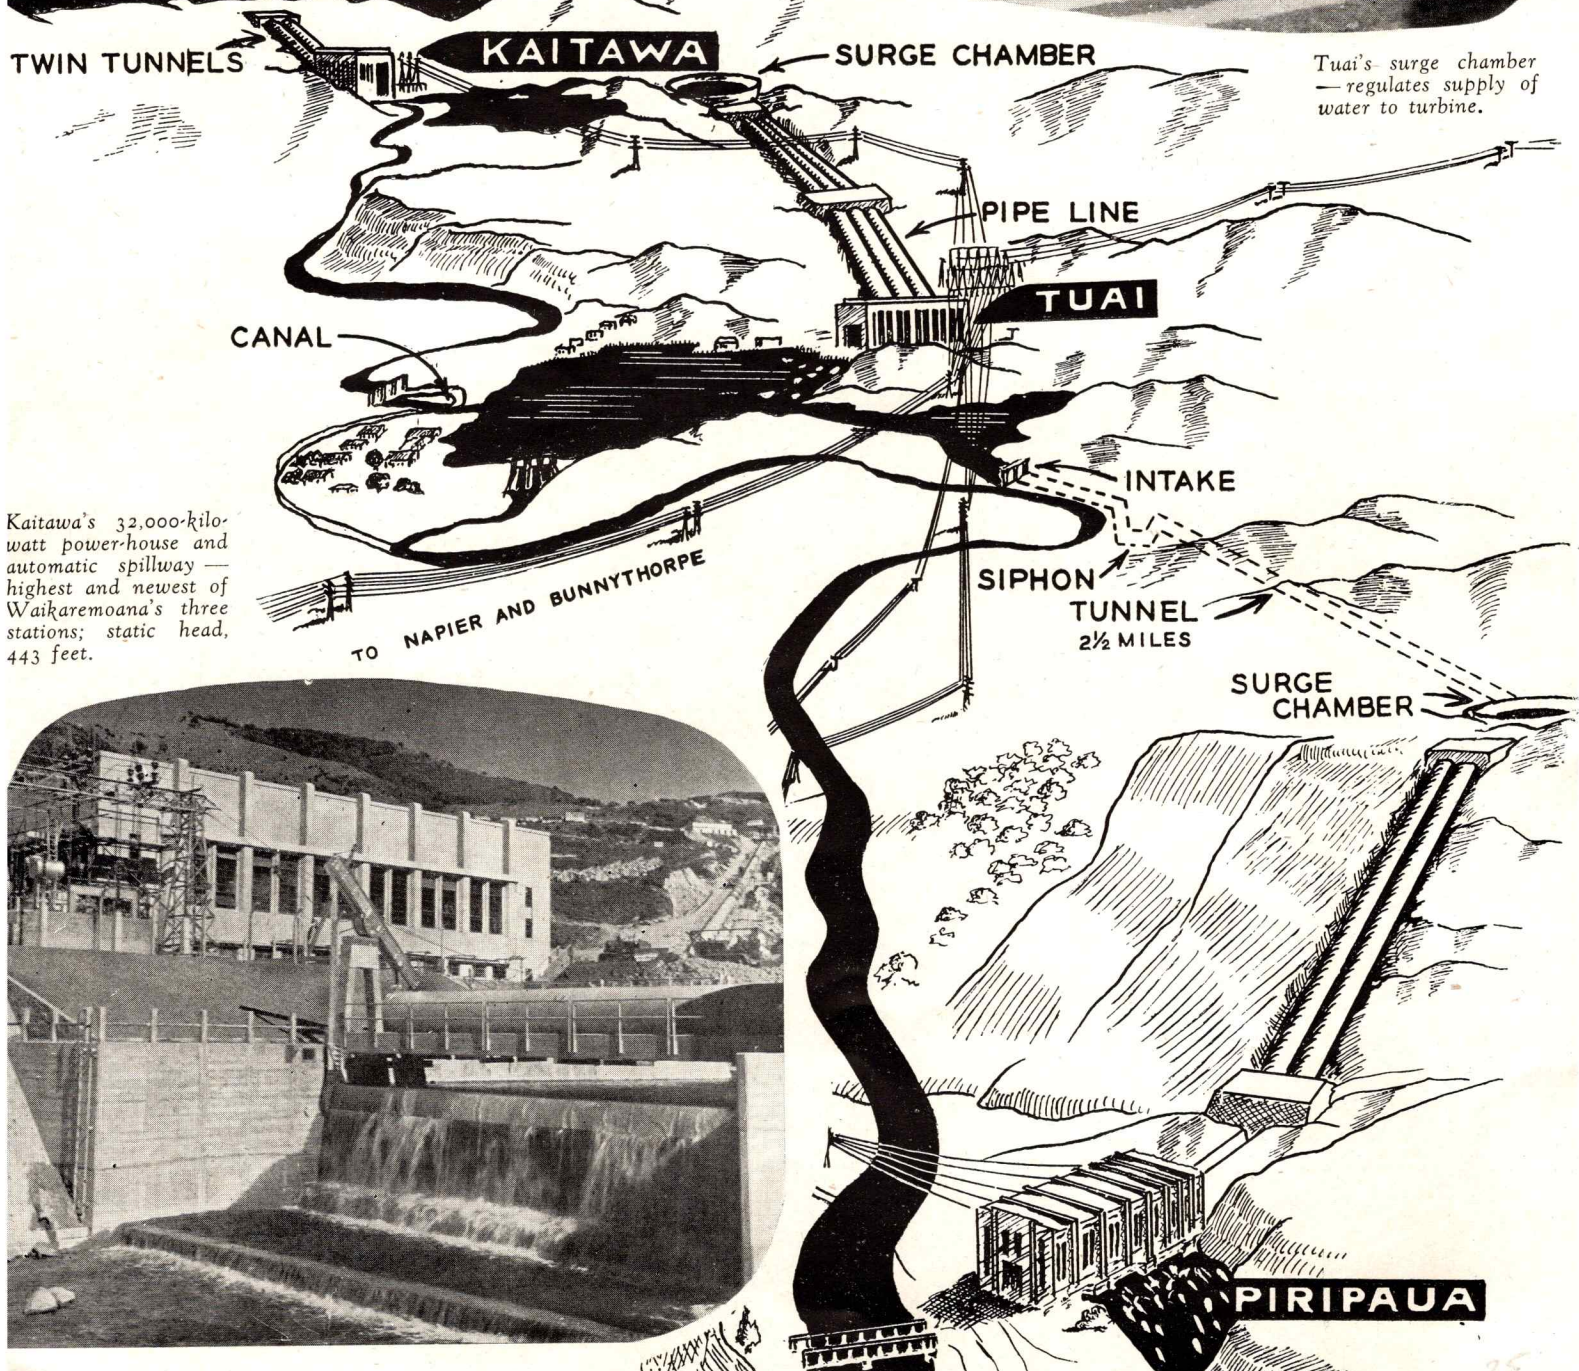 TWIN TUNNELS
KAITAWA
SURGE CHAMBER
Tuai's surge chamber
— regulates supply of
water to turbine.
PIPE LINE
TUAI
CANAL
INTAKE
Kaitawa's 32,000-kilo-
watt power-house and
automatic spillway —
highest and newest of
Waikaremoana's three
stations; static head,
443 feet.
TO NAPIER AND BUNNYTHORPE
SIPHON
TUNNEL
2½ MILES
SURGE
CHAMBER
PIRIPAUA